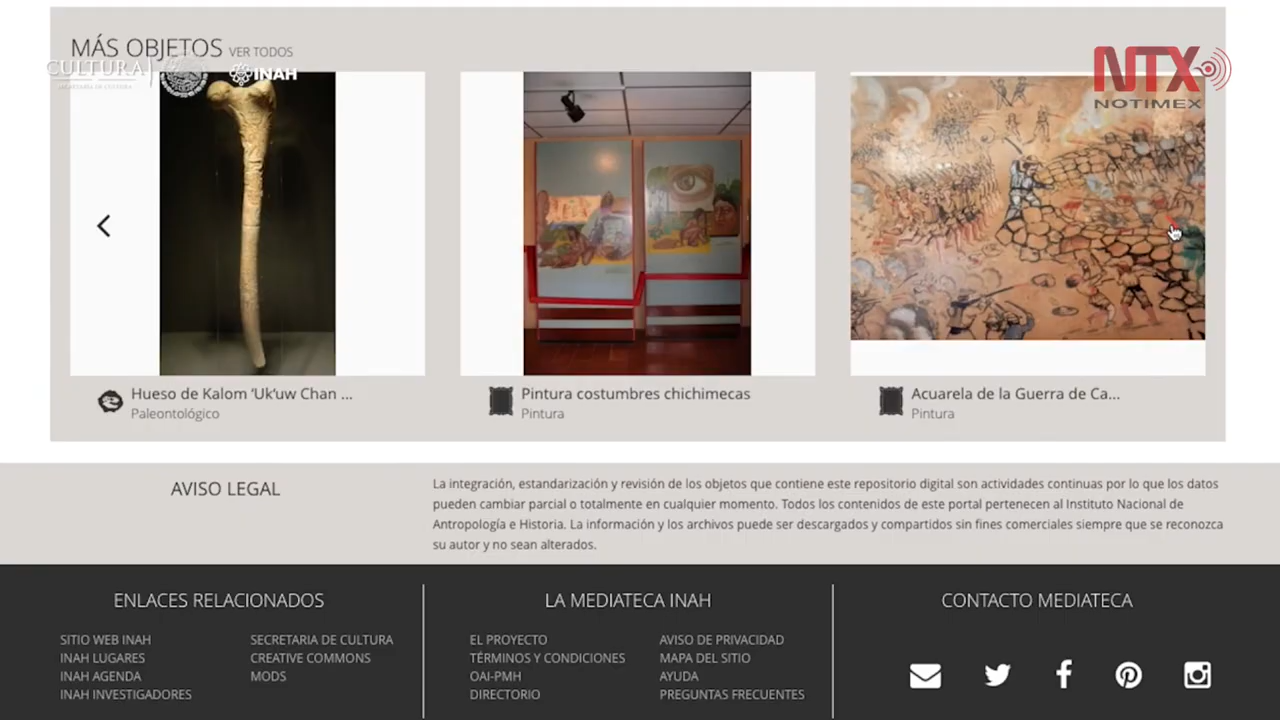 MÁS OBJETOS VER TODOS
CULTURA
SECRETARÍA DE CULTURA
INAH
NTX
NOTIMEX
Hueso de Kalom ‘Uk‘uw Chan ...
Paleontológico
Pintura costumbres chichimecas
Pintura
Acuarela de la Guerra de Ca...
Pintura
AVISO LEGAL
La integración, estandarización y revisión de los objetos que contiene este repositorio digital son actividades continuas por lo que los datos
pueden cambiar parcial o totalmente en cualquier momento. Todos los contenidos de este portal pertenecen al Instituto Nacional de
Antropología e Historia. La información y los archivos puede ser descargados y compartidos sin fines comerciales siempre que se reconozca
su autor y no sean alterados.
ENLACES RELACIONADOS
SITIO WEB INAH
INAH LUGARES
INAH AGENDA
INAH INVESTIGADORES
SECRETARIA DE CULTURA
CREATIVE COMMONS
MODS
LA MEDIATECA INAH
EL PROYECTO
TÉRMINOS Y CONDICIONES
OAI-PMH
DIRECTORIO
AVISO DE PRIVACIDAD
MAPA DEL SITIO
AYUDA
PREGUNTAS FRECUENTES
CONTACTO MEDIATECA